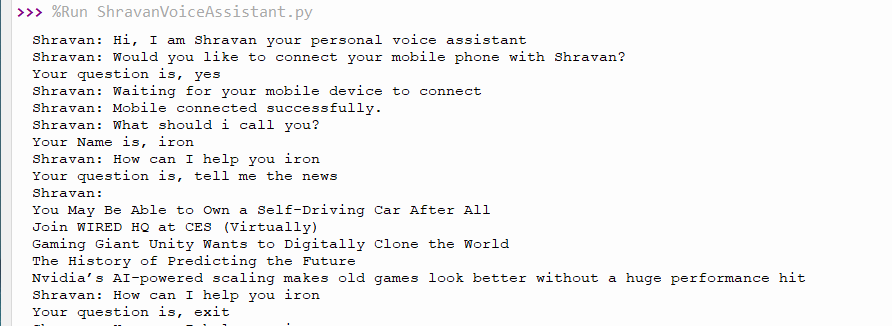 >>> %Run ShravanVoiceAssistant.py
Shravan: Hi, I am Shravan your personal voice assistant
Shravan: Would you like to connect your mobile phone with Shravan?
Your question is, yes
Shravan: Waiting for your mobile device to connect
Shravan: Mobile connected successfully.
Shravan: What should i call you?
Your Name is, iron
Shravan: How can I help you iron
Your question is, tell me the news
Shravan:
You May Be Able to Own a Self-Driving Car After All
Join WIRED HQ at CES (Virtually)
Gaming Giant Unity Wants to Digitally Clone the World
The History of Predicting the Future
Nvidia’s AI-powered scaling makes old games look better without a huge performance hit
Shravan: How can I help you iron
Your question is, exit